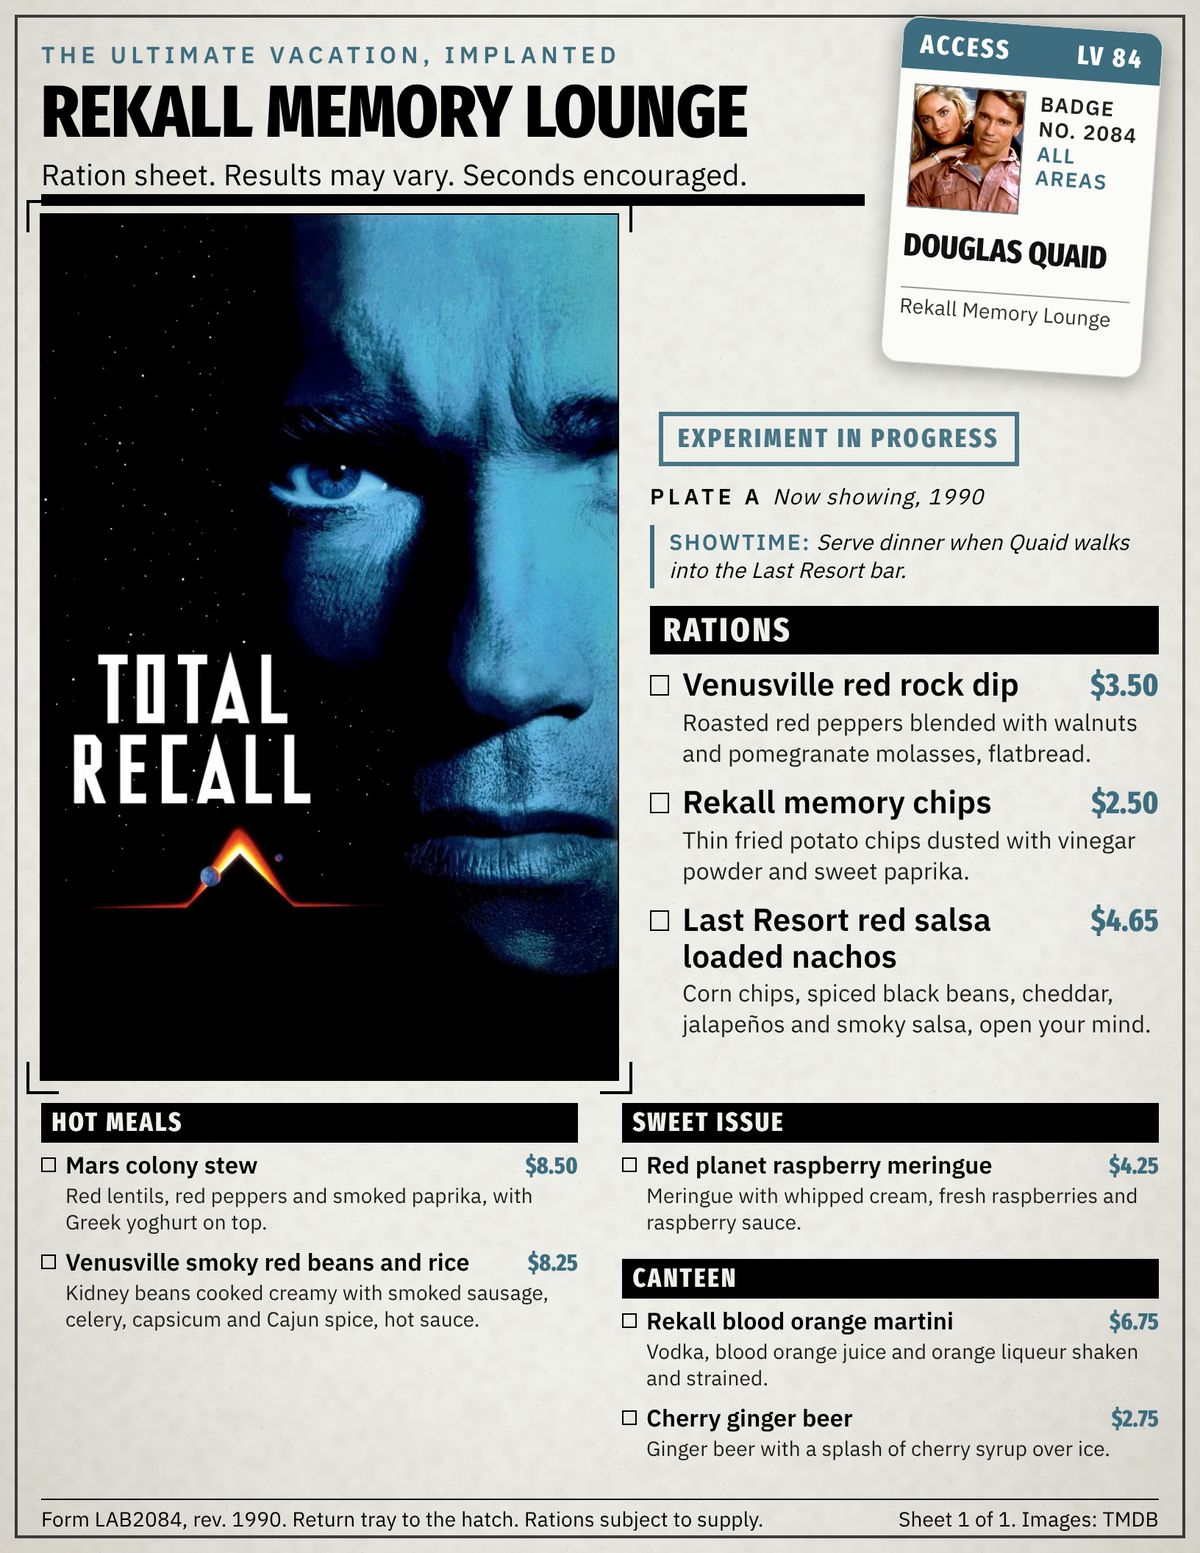 THE ULTIMATE VACATION, IMPLANTED
REKALL MEMORY LOUNGE
Ration sheet. Results may vary. Seconds encouraged.
ACCESS LV 84
BADGE
NO. 2084
ALL
AREAS
DOUGLAS QUAID
Rekall Memory Lounge
TOTAL
RECALL
EXPERIMENT IN PROGRESS
PLATE A Now showing, 1990
SHOWTIME: Serve dinner when Quaid walks
into the Last Resort bar.
RATIONS
Venusville red rock dip $3.50
Roasted red peppers blended with walnuts
and pomegranate molasses, flatbread.
Rekall memory chips $2.50
Thin fried potato chips dusted with vinegar
powder and sweet paprika.
Last Resort red salsa $4.65
loaded nachos
Corn chips, spiced black beans, cheddar,
jalapeños and smoky salsa, open your mind.
HOT MEALS
Mars colony stew $8.50
Red lentils, red peppers and smoked paprika, with
Greek yoghurt on top.
Venusville smoky red beans and rice $8.25
Kidney beans cooked creamy with smoked sausage,
celery, capsicum and Cajun spice, hot sauce.
SWEET ISSUE
Red planet raspberry meringue $4.25
Meringue with whipped cream, fresh raspberries and
raspberry sauce.
CANTEEN
Rekall blood orange martini $6.75
Vodka, blood orange juice and orange liqueur shaken
and strained.
Cherry ginger beer $2.75
Ginger beer with a splash of cherry syrup over ice.
Form LAB2084, rev. 1990. Return tray to the hatch. Rations subject to supply.
Sheet 1 of 1. Images: TMDB